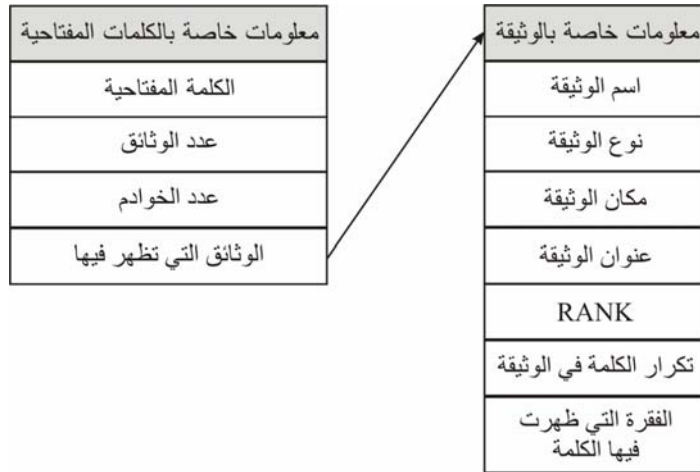 معلومات خاصة بالكلمات المفتاحية
الكلمة المفتاحية
عدد الوثائق
عدد الخوادم
الوثائق التي تظهر فيها
معلومات خاصة بالوثيقة
اسم الوثيقة
نوع الوثيقة
مكان الوثيقة
عنوان الوثيقة
RANK
تكرار الكلمة في الوثيقة
الفقرة التي ظهرت
فيها الكلمة